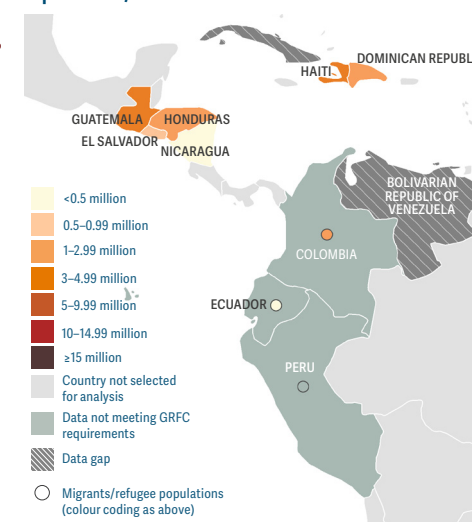 DOMINICAN REPUBL
HAITI
GUATEMALA
HONDURAS
EL SALVADOR
NICARAGUA
BOLIVARIAN
REPUBLIC OF
VENEZUELA
COLOMBIA
ECUADOR
PERU
<0.5 million
0.5–0.99 million
1–2.99 million
3–4.99 million
5–9.99 million
10–14.99 million
≥15 million
Country not selected
for analysis
Data not meeting GRFC
requirements
Data gap
Migrants/refugee populations
(colour coding as above)